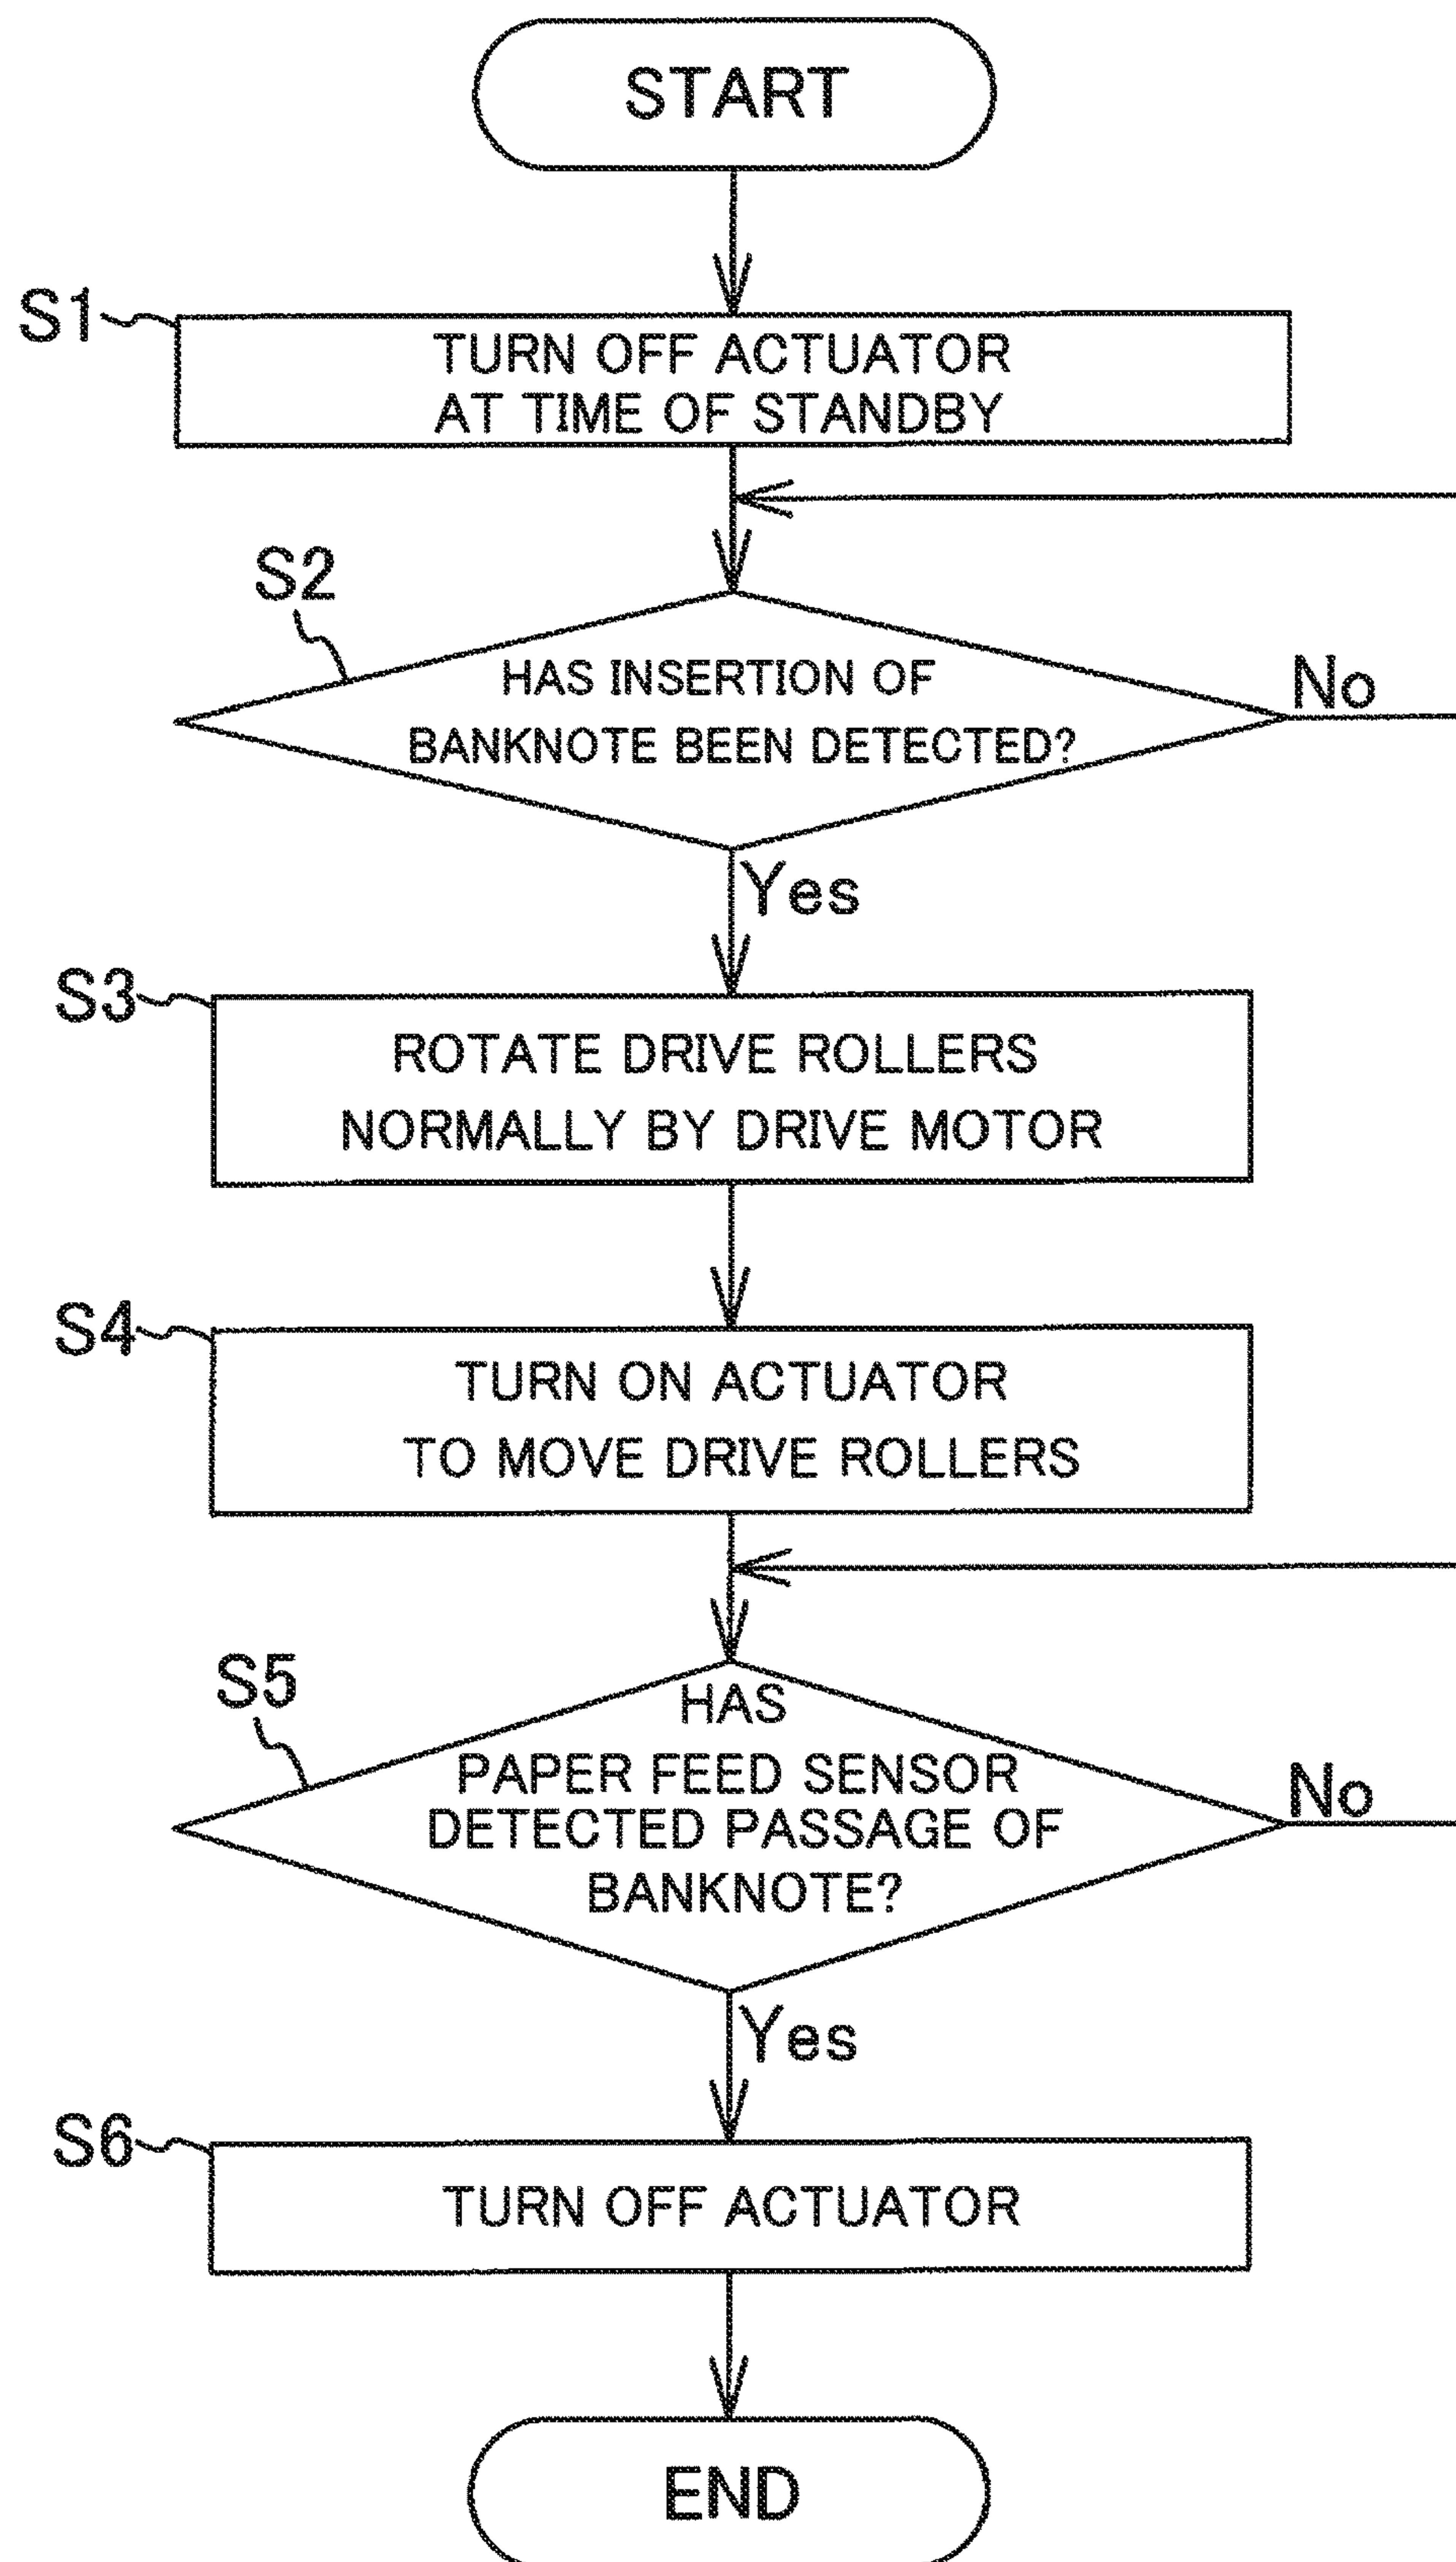 START
S1
TURN OFF ACTUATOR
AT TIME OF STANDBY
S2
HAS INSERTION OF
BANKNOTE BEEN DETECTED?
No
Yes
S3
ROTATE DRIVE ROLLERS
NORMALLY BY DRIVE MOTOR
S4
TURN ON ACTUATOR
TO MOVE DRIVE ROLLERS
S5
HAS
PAPER FEED SENSOR
DETECTED PASSAGE OF
BANKNOTE?
No
Yes
S6
TURN OFF ACTUATOR
END